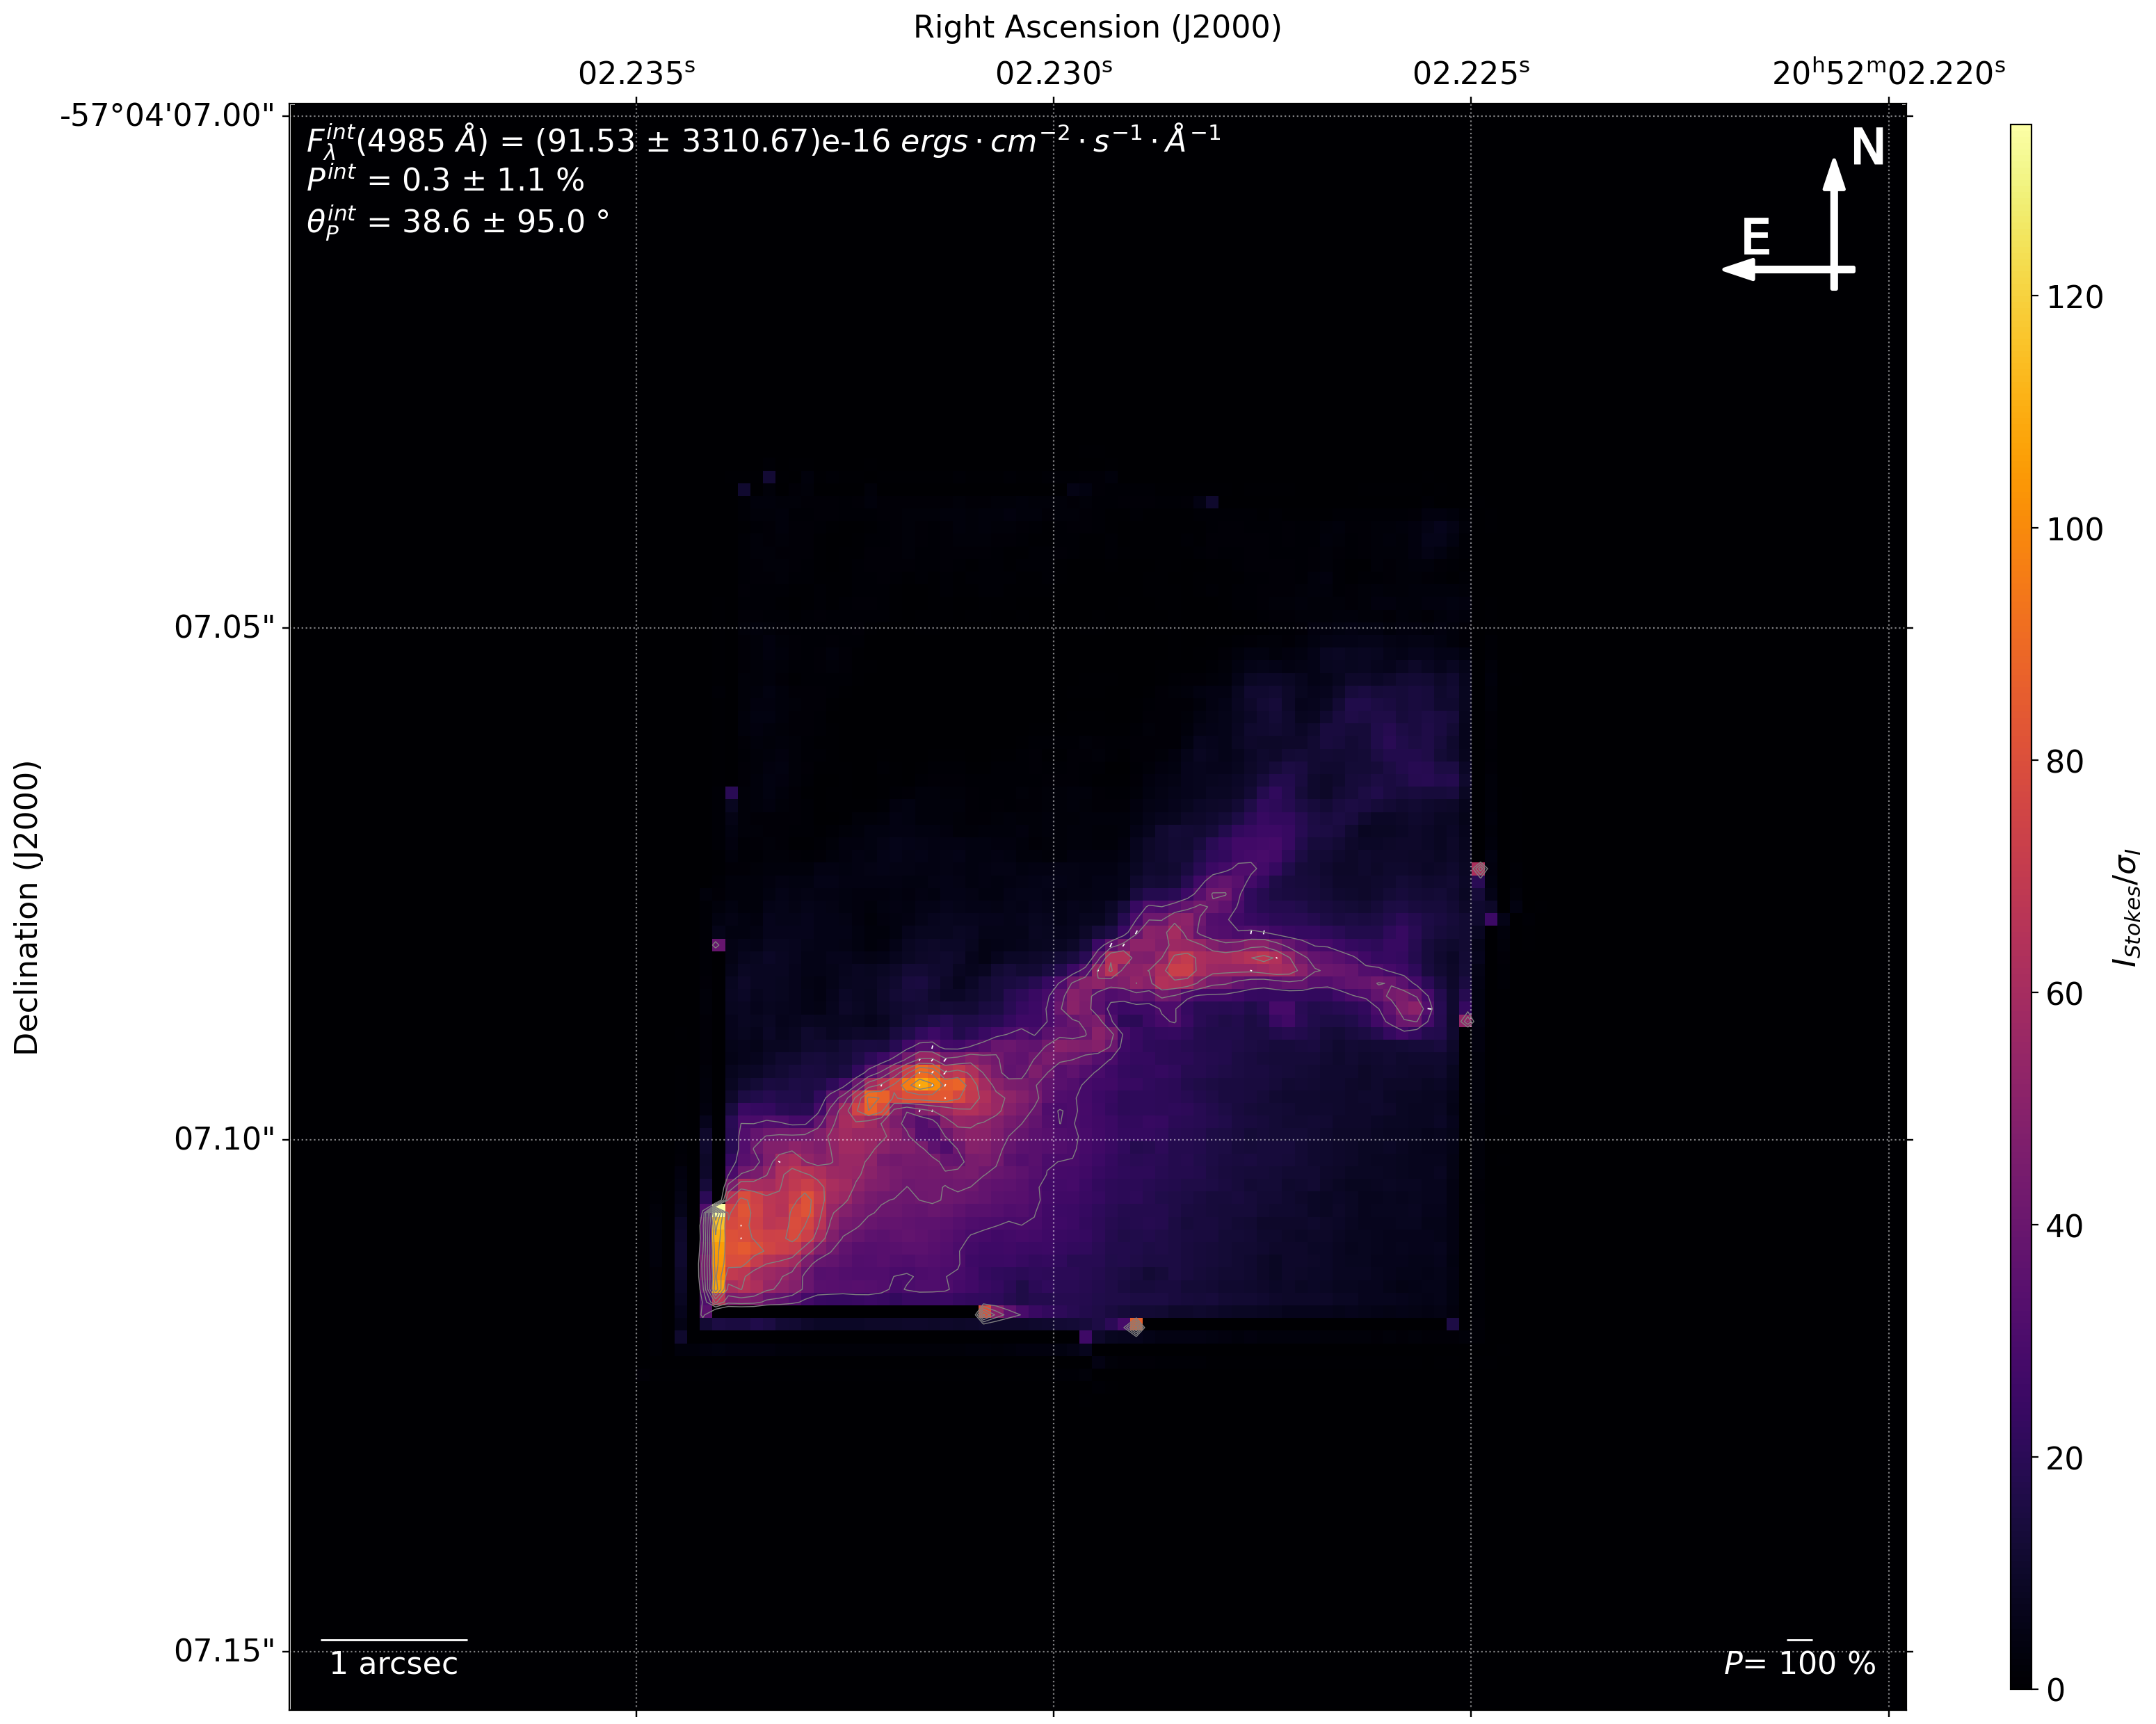 Right Ascension (J2000)
02.235ˢ 02.230ˢ 02.225ˢ 20ʰ52ᵐ02.220ˢ
-57°04'07.00"
07.05"
07.10"
07.15"
Declination (J2000)
F_λ^int(4985 Å) = (91.53 ± 3310.67)e-16 ergs · cm⁻² · s⁻¹ · Å⁻¹
P^int = 0.3 ± 1.1 %
θ_P^int = 38.6 ± 95.0 °
N
E
1 arcsec
P= 100 %
120
100
80
60
40
20
0
I_Stokes/σ_I